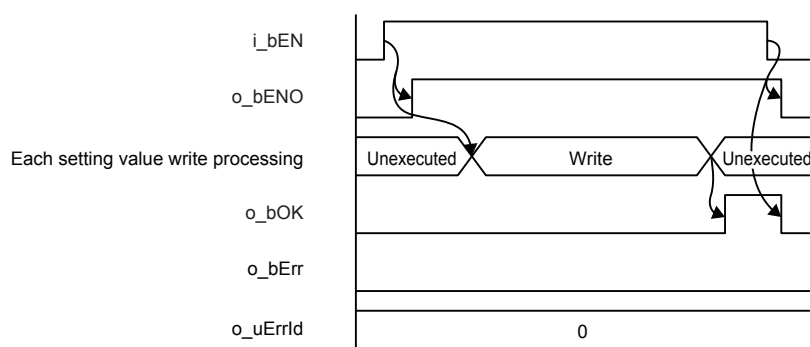 i_bEN
o_bENO
Each setting value write processing Unexecuted Write Unexecuted
o_bOK
o_bErr
o_uErrId 0